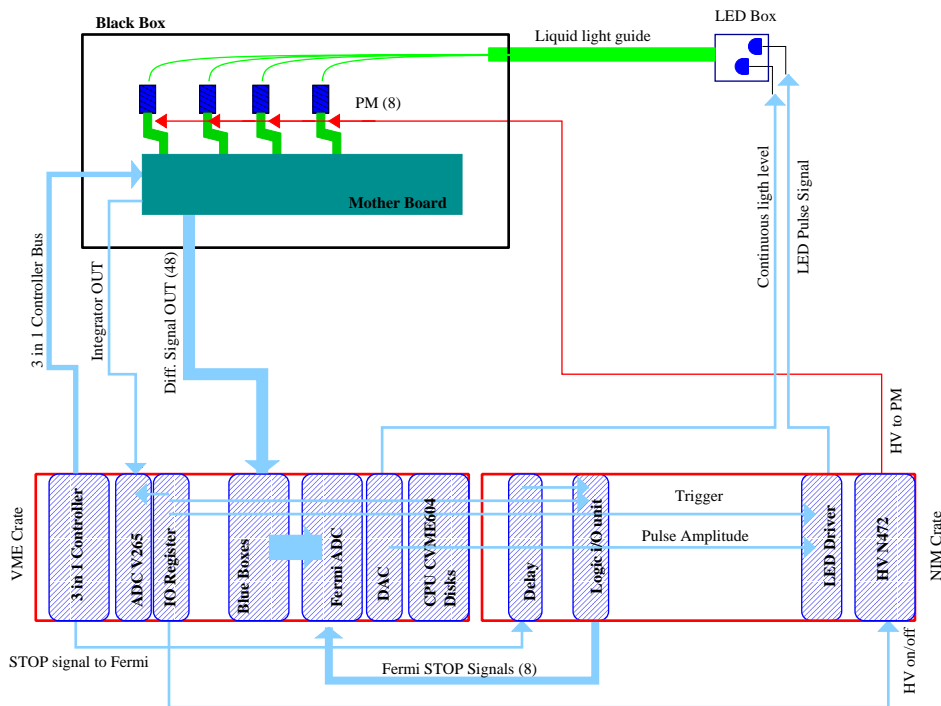 LED Box
Black Box
Liquid light guide
PM (8)
Mother Board
3 in 1 Controller Bus
Integrator OUT
Diff. Signal OUT (48)
Continuous ligth level
LED Pulse Signal
HV to PM
VME Crate
3 in 1 Controller
ADC V265
IO Register
Blue Boxes
Fermi ADC
DAC
CPU CVME604
Disks
Delay
Logic i/O unit
Trigger
Pulse Amplitude
LED Driver
HV N472
NIM Crate
STOP signal to Fermi
Fermi STOP Signals (8)
HV on/off